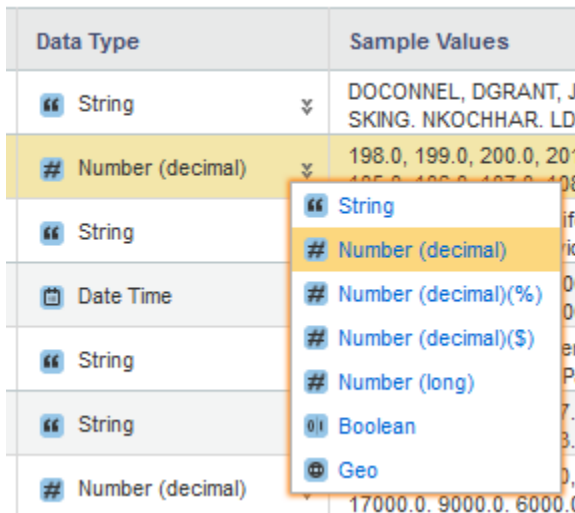 Data Type Sample Values
String DOCONNEL, DGRANT,
SKING. NKOCHHAR. LD
Number (decimal) 198.0, 199.0, 200.0, 201
String
String
Number (decimal)
Date Time
Number (decimal)(%)
Number (decimal)($)
String
Number (long)
String
Boolean
Geo
Number (decimal)
17000.0. 9000.0. 6000.0